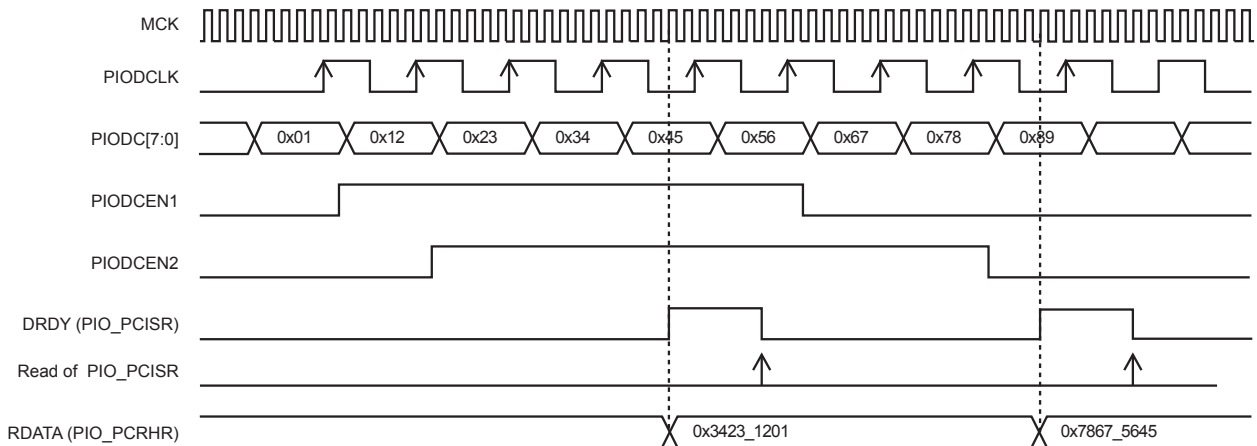 MCK
PIODCLK
PIODC[7:0] 0x01 0x12 0x23 0x34 0x45 0x56 0x67 0x78 0x89
PIODCEN1
PIODCEN2
DRDY (PIO_PCISR)
Read of PIO_PCISR
RDATA (PIO_PCRHR) 0x3423_1201 0x7867_5645